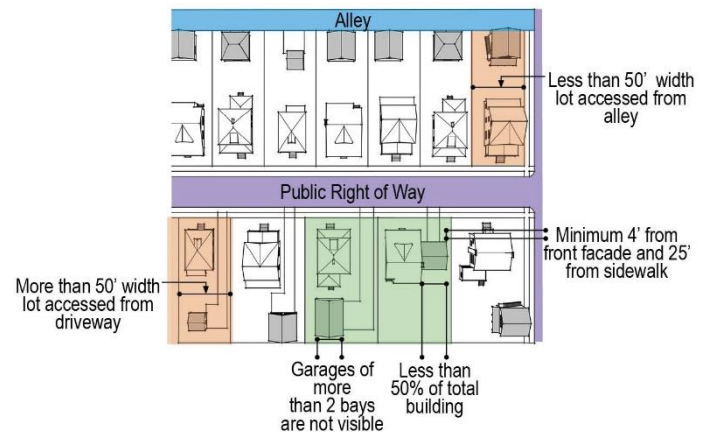 Alley
Less than 50' width
lot accessed from
alley
Public Right of Way
Minimum 4' from
front facade and 25'
from sidewalk
More than 50' width
lot accessed from
driveway
Garages of
more
than 2 bays
are not visible
Less than
50% of total
building